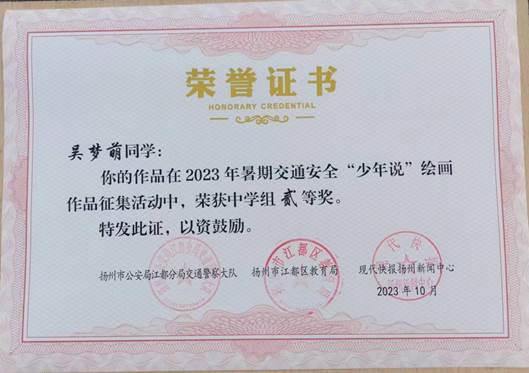 荣誉证书
HONORARY CREDENTIAL
吴梦萌同学:
你的作品在2023年暑期交通安全“少年说”绘画
作品征集活动中，荣获中学组贰等奖。
特发此证，以资鼓励。
扬州市公安局江都分局交通警察大队 扬州市江都区教育局 现代快报扬州新闻中心
2023年10月